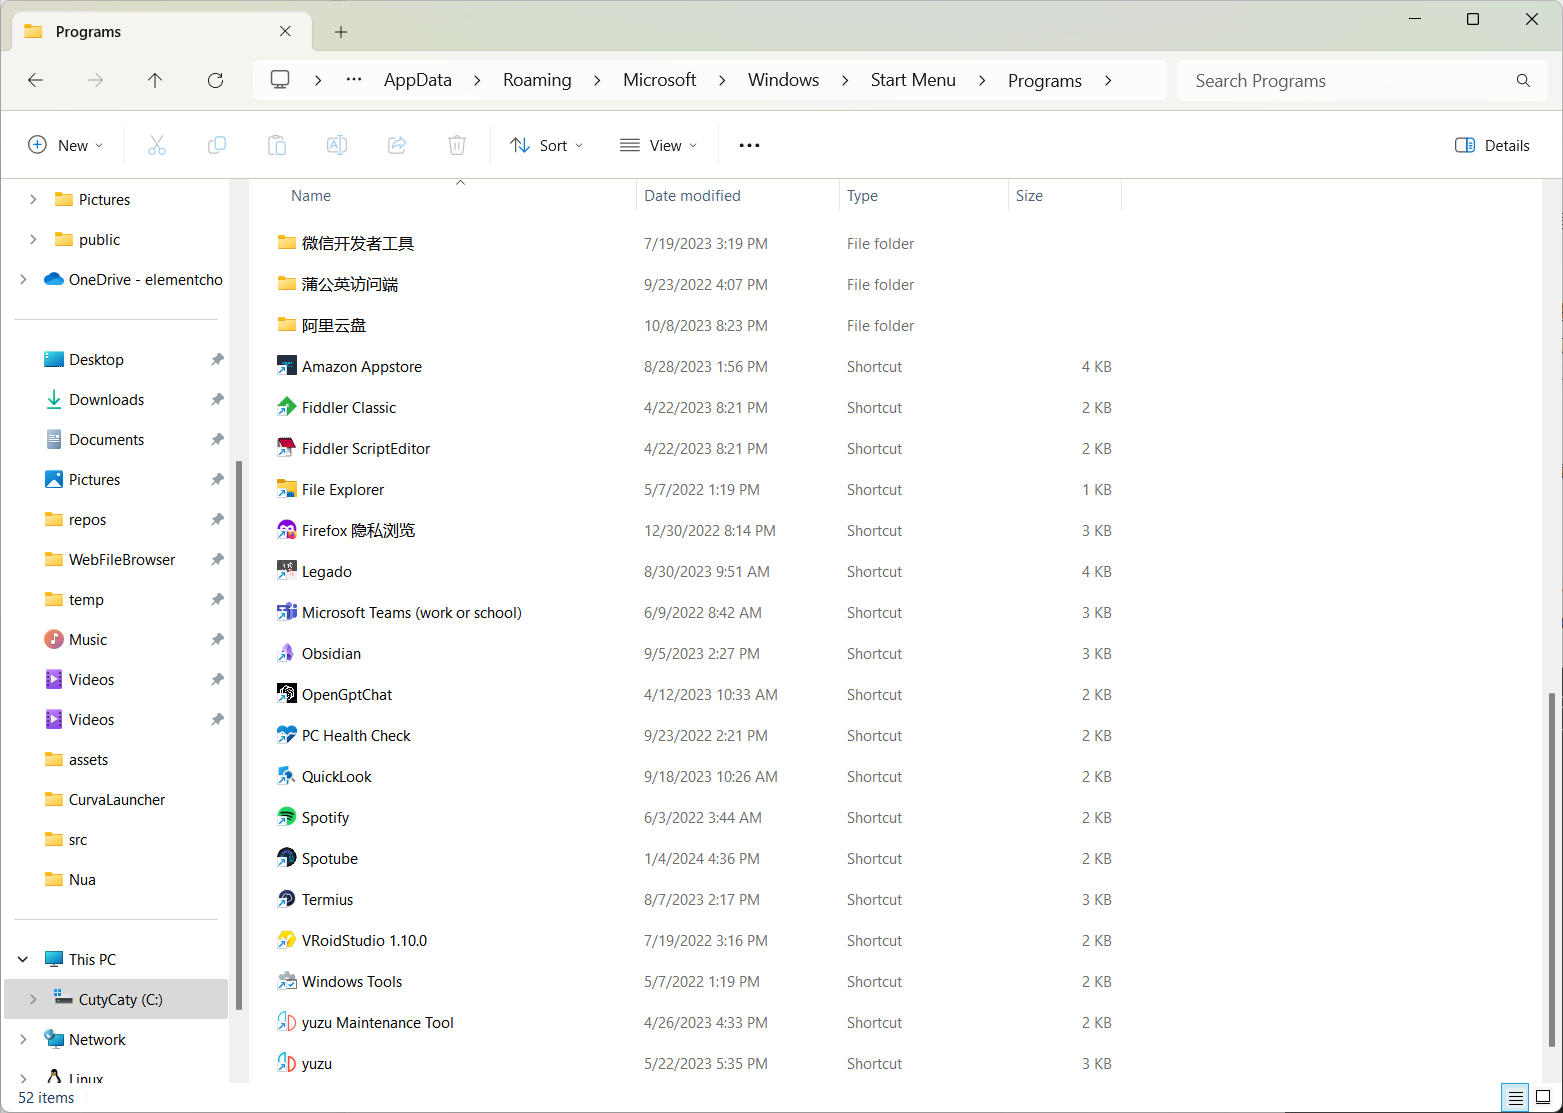 Programs
AppData
Roaming
Microsoft
Windows
Start Menu
Programs
Search Programs
New
Sort
View
Details
Pictures
public
OneDrive - elementcho
Desktop
Downloads
Documents
Pictures
repos
WebFileBrowser
temp
Music
Videos
Videos
assets
CurvaLauncher
src
Nua
This PC
CutyCaty (C:)
Network
Linux
Name Date modified Type Size
微信开发者工具 7/19/2023 3:19 PM File folder
蒲公英访问端 9/23/2022 4:07 PM File folder
阿里云盘 10/8/2023 8:23 PM File folder
Amazon Appstore 8/28/2023 1:56 PM Shortcut 4 KB
Fiddler Classic 4/22/2023 8:21 PM Shortcut 2 KB
Fiddler ScriptEditor 4/22/2023 8:21 PM Shortcut 2 KB
File Explorer 5/7/2022 1:19 PM Shortcut 1 KB
Firefox 隐私浏览 12/30/2022 8:14 PM Shortcut 3 KB
Legado 8/30/2023 9:51 AM Shortcut 4 KB
Microsoft Teams (work or school) 6/9/2022 8:42 AM Shortcut 3 KB
Obsidian 9/5/2023 2:27 PM Shortcut 3 KB
OpenGptChat 4/12/2023 10:33 AM Shortcut 2 KB
PC Health Check 9/23/2022 2:21 PM Shortcut 2 KB
QuickLook 9/18/2023 10:26 AM Shortcut 2 KB
Spotify 6/3/2022 3:44 AM Shortcut 2 KB
Spotube 1/4/2024 4:36 PM Shortcut 2 KB
Termius 8/7/2023 2:17 PM Shortcut 3 KB
VRoidStudio 1.10.0 7/19/2022 3:16 PM Shortcut 2 KB
Windows Tools 5/7/2022 1:19 PM Shortcut 2 KB
yuzu Maintenance Tool 4/26/2023 4:33 PM Shortcut 2 KB
yuzu 5/22/2023 5:35 PM Shortcut 3 KB
52 items